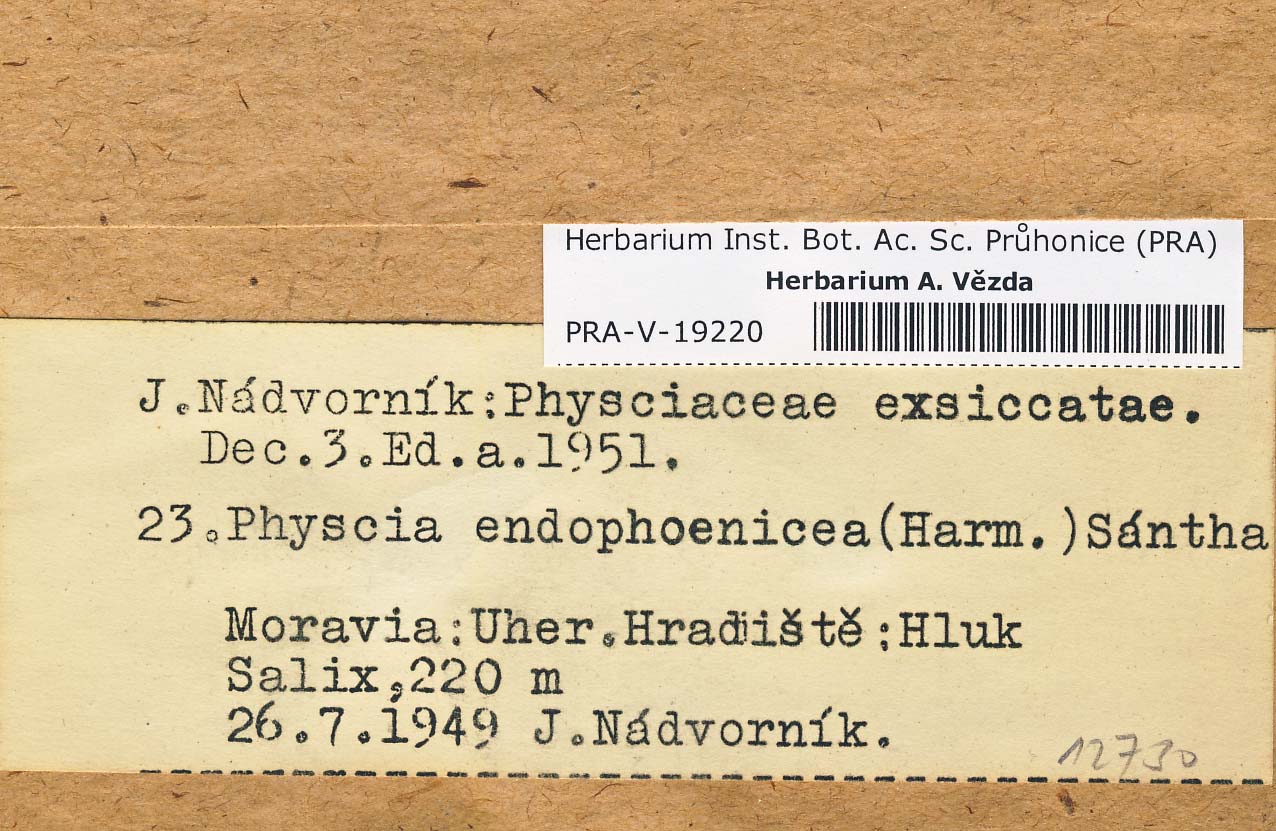 Herbarium Inst. Bot. Ac. Sc. Průhonice (PRA)
Herbarium A. Vězda
PRA-V-19220
J.Nádvorník:Physciaceae exsiccatae.
Dec.3.Ed.a.1951.
23.Physcia endophoenicea(Harm.)Sántha
Moravia:Uher.Hradiště:Hluk
Salix,220 m
26.7.1949 J.Nádvorník.
12730